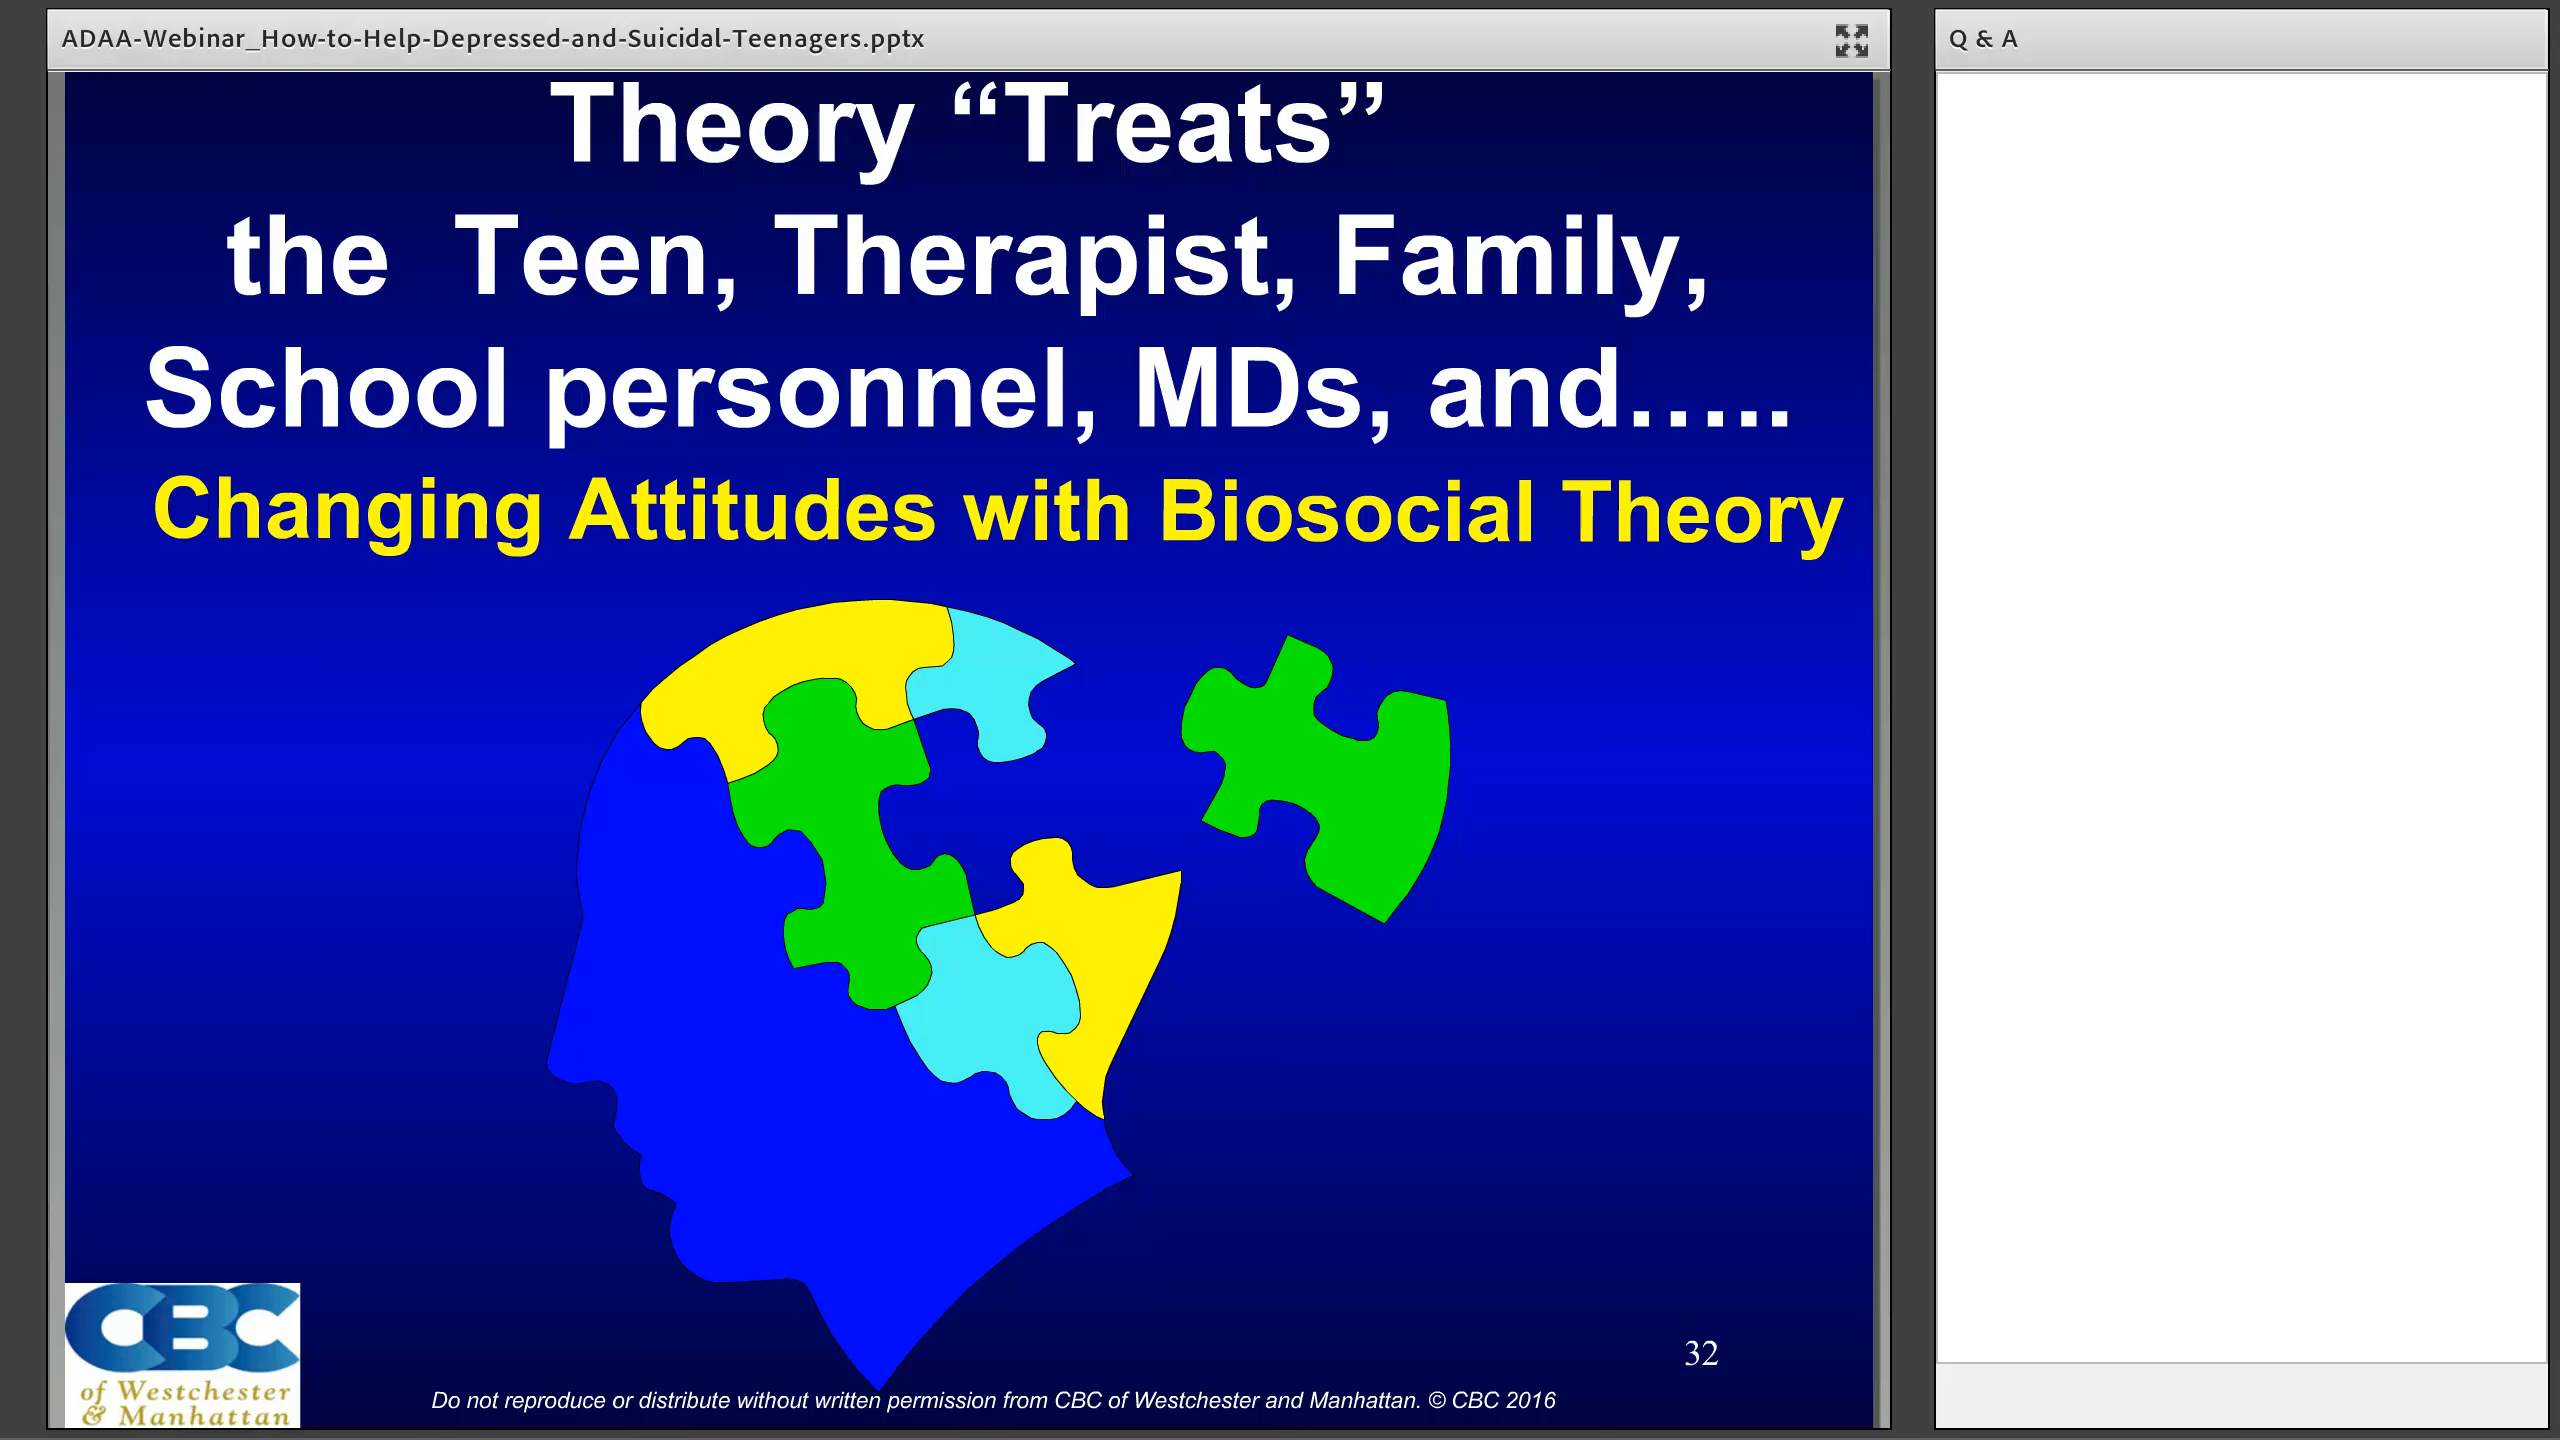 ADAA-Webinar_How-to-Help-Depressed-and-Suicidal-Teenagers.pptx
Q & A
Theory “Treats”
the  Teen, Therapist, Family,
School personnel, MDs, and…..
Changing Attitudes with Biosocial Theory
CBC
of Westchester
& Manhattan
32
Do not reproduce or distribute without written permission from CBC of Westchester and Manhattan. © CBC 2016